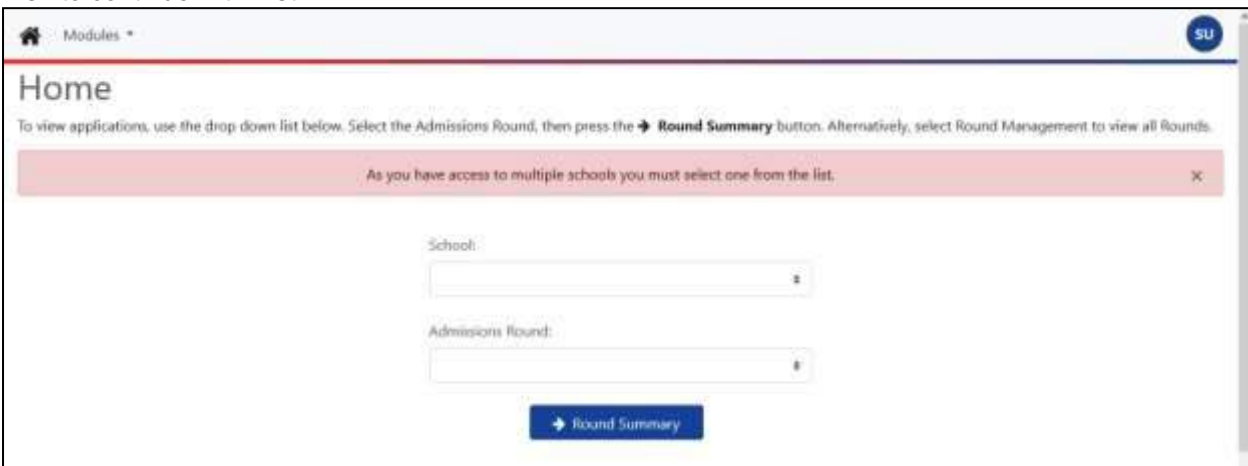 Modules
SU
Home
To view applications, use the drop down list below. Select the Admissions Round, then press the → Round Summary button. Alternatively, select Round Management to view all Rounds.
As you have access to multiple schools you must select one from the list. ×
School:
Admissions Round:
→ Round Summary